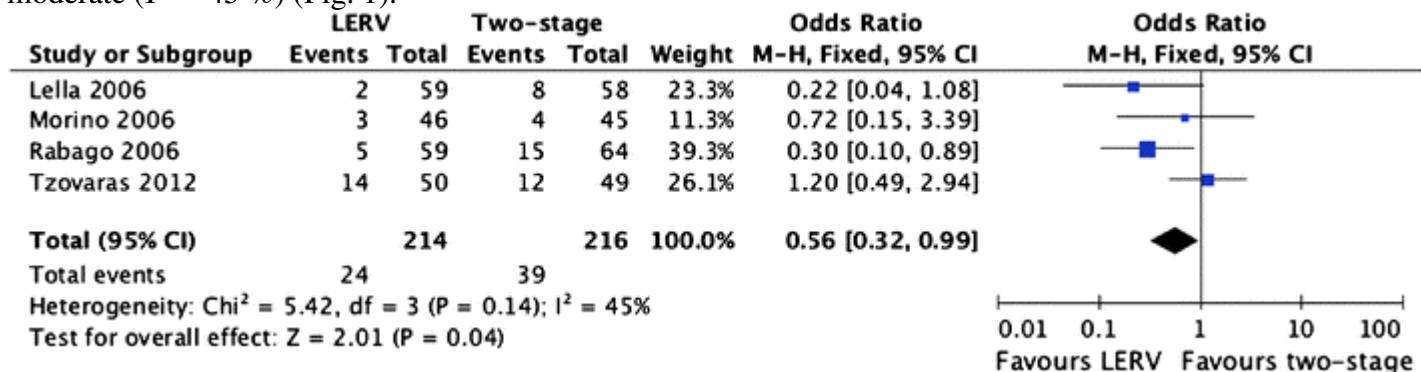 moderate (I² = 45 %) (Fig. 1).
LERV Two-stage Odds Ratio Odds Ratio
Study or Subgroup Events Total Events Total Weight M-H, Fixed, 95% CI M-H, Fixed, 95% CI
Lella 2006 2 59 8 58 23.3% 0.22 [0.04, 1.08]
Morino 2006 3 46 4 45 11.3% 0.72 [0.15, 3.39]
Rabago 2006 5 59 15 64 39.3% 0.30 [0.10, 0.89]
Tzovaras 2012 14 50 12 49 26.1% 1.20 [0.49, 2.94]
Total (95% CI) 214 216 100.0% 0.56 [0.32, 0.99]
Total events 24 39
Heterogeneity: Chi² = 5.42, df = 3 (P = 0.14); I² = 45%
Test for overall effect: Z = 2.01 (P = 0.04)
0.01 0.1 1 10 100
Favours LERV Favours two-stage